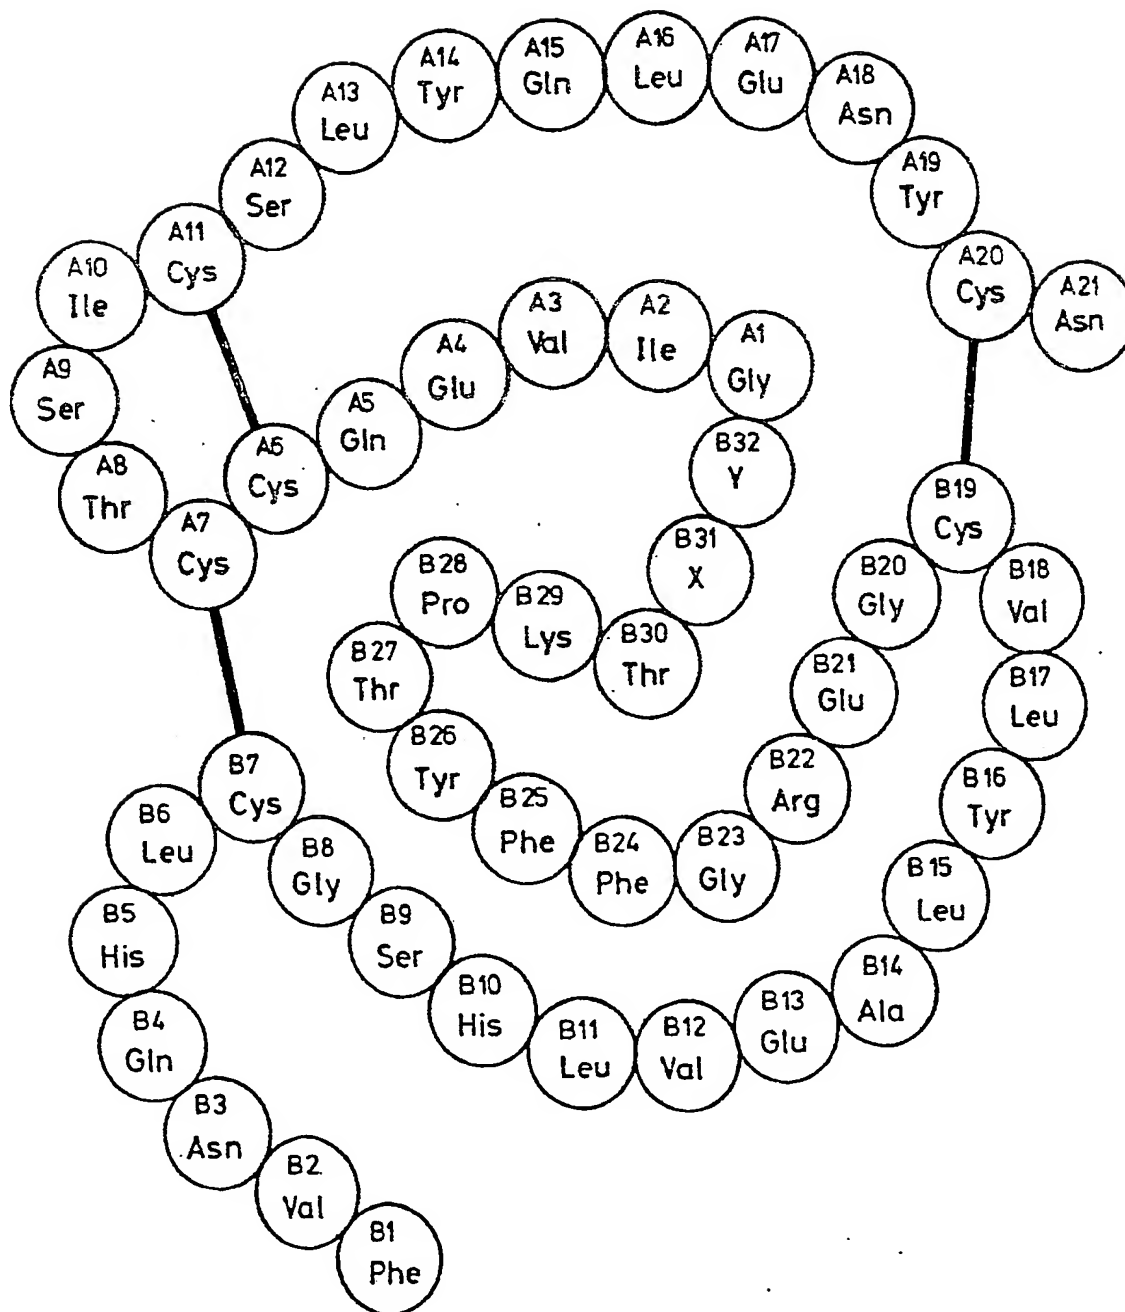 A14
Tyr
A15
Gln
A16
Leu
A17
Glu
A18
Asn
A13
Leu
A12
Ser
A19
Tyr
A11
Cys
A20
Cys
A10
Ile
A21
Asn
A9
Ser
A8
Thr
A7
Cys
A6
Cys
A5
Gln
A4
Glu
A3
Val
A2
Ile
A1
Gly
B32
Y
B31
X
B30
Thr
B29
Lys
B28
Pro
B27
Thr
B26
Tyr
B25
Phe
B24
Phe
B23
Gly
B22
Arg
B21
Glu
B20
Gly
B19
Cys
B18
Val
B17
Leu
B16
Tyr
B15
Leu
B14
Ala
B13
Glu
B12
Val
B11
Leu
B10
His
B9
Ser
B8
Gly
B7
Cys
B6
Leu
B5
His
B4
Gln
B3
Asn
B2
Val
B1
Phe